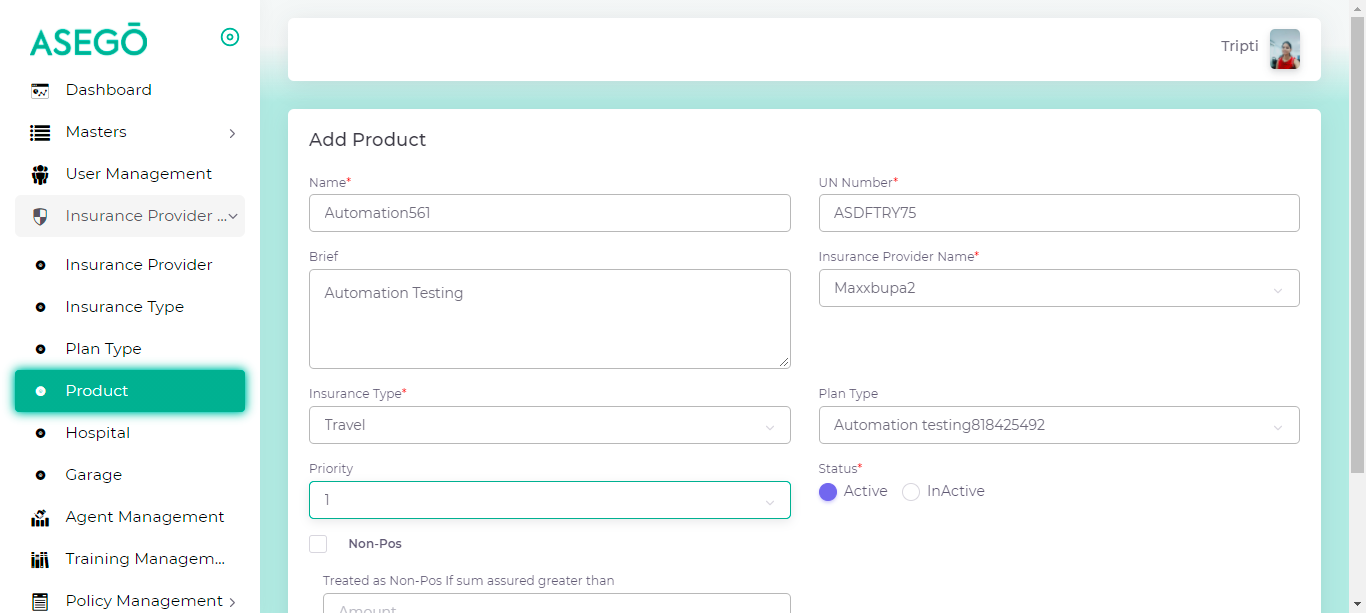 ASEGŌ
Dashboard
Masters
User Management
Insurance Provider ...
Insurance Provider
Insurance Type
Plan Type
Product
Hospital
Garage
Agent Management
Training Managem...
Policy Management
Tripti
Add Product
Name*
Automation561
UN Number*
ASDFTRY75
Brief
Automation Testing
Insurance Provider Name*
Maxxbupa2
Insurance Type*
Travel
Plan Type
Automation testing818425492
Priority
1
Status*
Active InActive
Non-Pos
Treated as Non-Pos If sum assured greater than
Amount